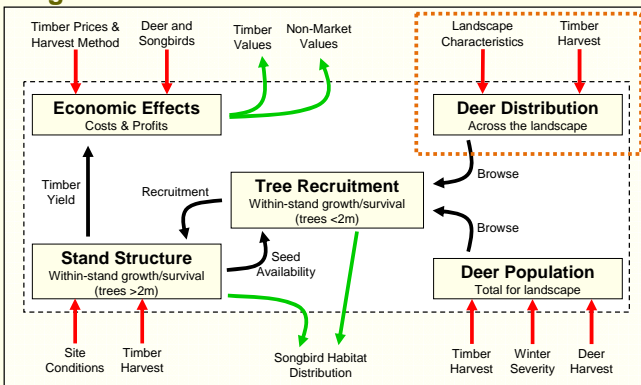 Timber Prices &
Harvest Method
Deer and
Songbirds
Timber
Values
Non-Market
Values
Landscape
Characteristics
Timber
Harvest
Economic Effects
Costs & Profits
Deer Distribution
Across the landscape
Timber
Yield
Recruitment
Tree Recruitment
Within-stand growth/survival
(trees <2m)
Browse
Browse
Stand Structure
Within-stand growth/survival
(trees >2m)
Seed
Availability
Deer Population
Total for landscape
Site
Conditions
Timber
Harvest
Songbird Habitat
Distribution
Timber
Harvest
Winter
Severity
Deer
Harvest